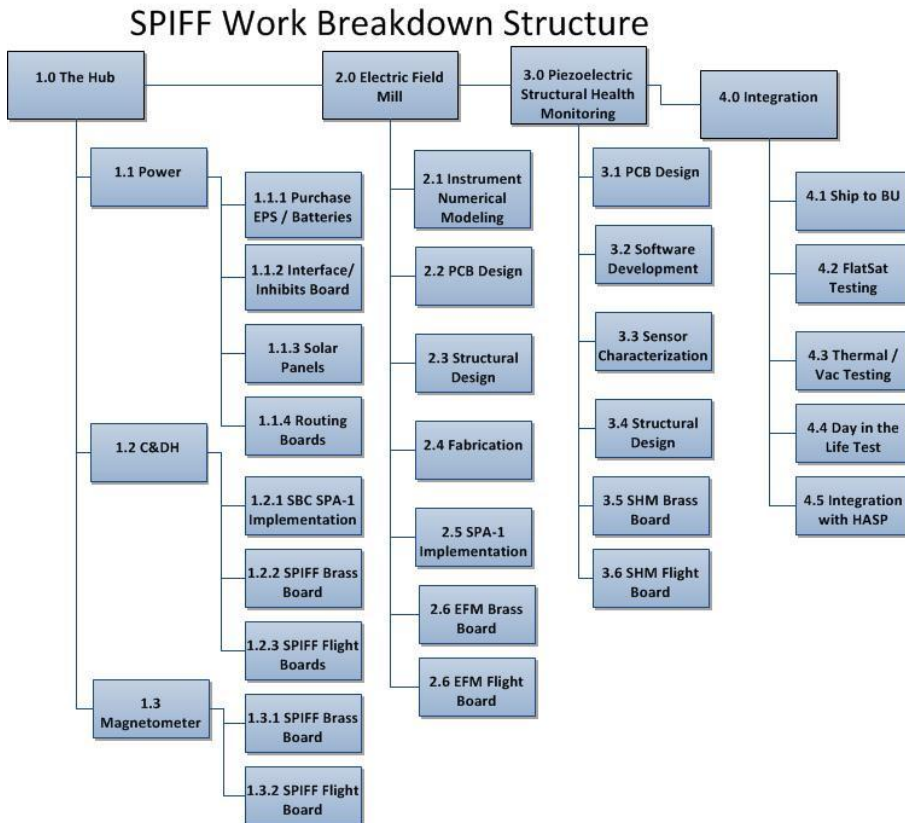 SPIFF Work Breakdown Structure
1.0 The Hub
1.1 Power
1.1.1 Purchase
EPS / Batteries
1.1.2 Interface/
Inhibits Board
1.1.3 Solar
Panels
1.1.4 Routing
Boards
1.2 C&DH
1.2.1 SBC SPA-1
Implementation
1.2.2 SPIFF Brass
Board
1.2.3 SPIFF Flight
Boards
1.3
Magnetometer
1.3.1 SPIFF Brass
Board
1.3.2 SPIFF Flight
Board
2.0 Electric Field
Mill
2.1 Instrument
Numerical
Modeling
2.2 PCB Design
2.3 Structural
Design
2.4 Fabrication
2.5 SPA-1
Implementation
2.6 EFM Brass
Board
2.6 EFM Flight
Board
3.0 Piezoelectric
Structural Health
Monitoring
3.1 PCB Design
3.2 Software
Development
3.3 Sensor
Characterization
3.4 Structural
Design
3.5 SHM Brass
Board
3.6 SHM Flight
Board
4.0 Integration
4.1 Ship to BU
4.2 FlatSat
Testing
4.3 Thermal /
Vac Testing
4.4 Day in the
Life Test
4.5 Integration
with HASP